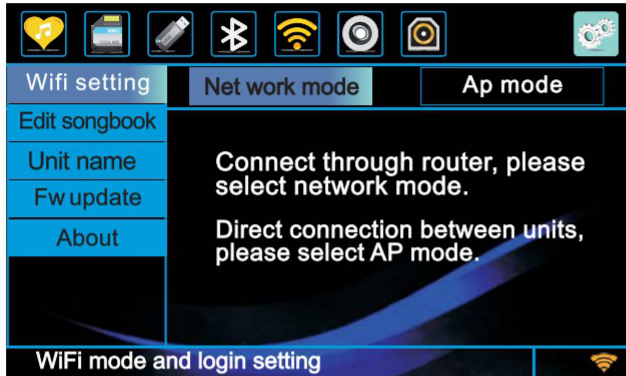 Wifi setting
Net work mode
Ap mode
Edit songbook
Unit name
Fw update
About
Connect through router, please
select network mode.
Direct connection between units,
please select AP mode.
WiFi mode and login setting